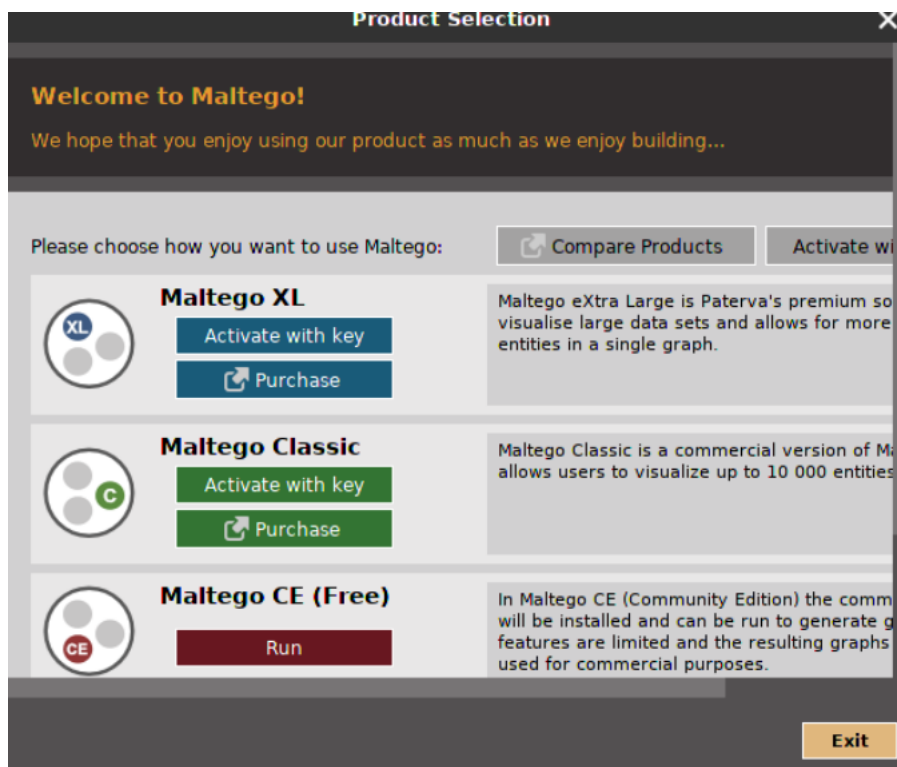 Product Selection
Welcome to Maltego!
We hope that you enjoy using our product as much as we enjoy building...
Please choose how you want to use Maltego:
Compare Products
Activate
Maltego XL
Activate with key
Purchase
Maltego eXtra Large is Paterva's premium
visualise large data sets and allows for more
entities in a single graph.
XL
Maltego Classic
Activate with key
Purchase
Maltego Classic is a commercial version of
allows users to visualize up to 10 000 entities
C
Maltego CE (Free)
Run
In Maltego CE (Community Edition) the
will be installed and can be run to generate
features are limited and the resulting graphs
used for commercial purposes.
CE
Exit